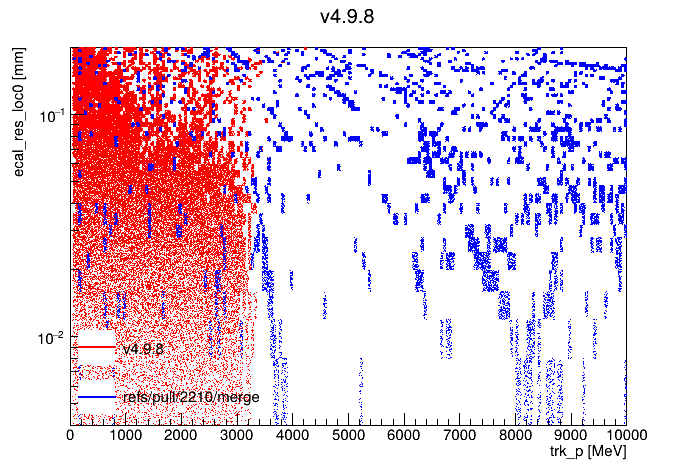 v4.9.8
ecal_res_loc0 [mm]
10⁻¹
10⁻²
v4.9.8
refs/pull/2210/merge
0 1000 2000 3000 4000 5000 6000 7000 8000 9000 10000
trk_p [MeV]